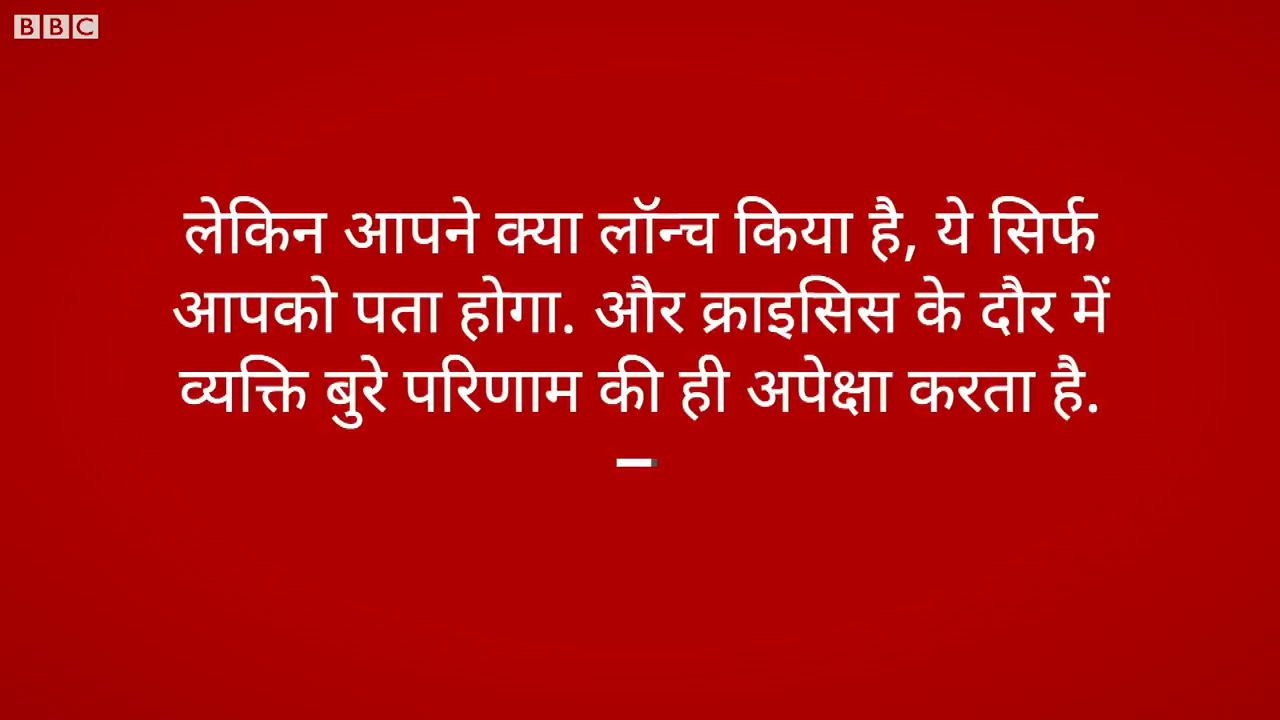 BBC
लेकिन आपने क्या लॉन्च किया है, ये सिर्फ
आपको पता होगा. और क्राइसिस के दौर में
व्यक्ति बुरे परिणाम की ही अपेक्षा करता है.